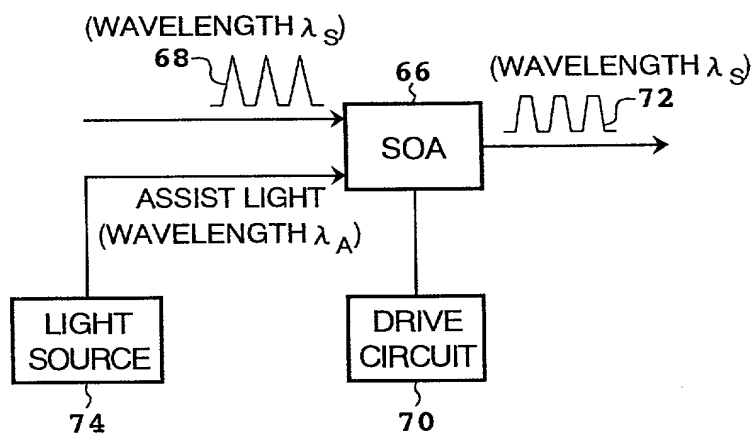 (WAVELENGTH λS)
68
66
(WAVELENGTH λS)
72
SOA
ASSIST LIGHT
(WAVELENGTH λA)
LIGHT
SOURCE
74
DRIVE
CIRCUIT
70